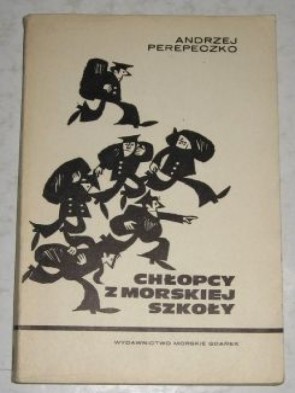 ANDRZEJ
PEREPECZKO
CHŁOPCY
Z MORSKIEJ
SZKOŁY
WYDAWNICTWO MORSKIE GDAŃSK